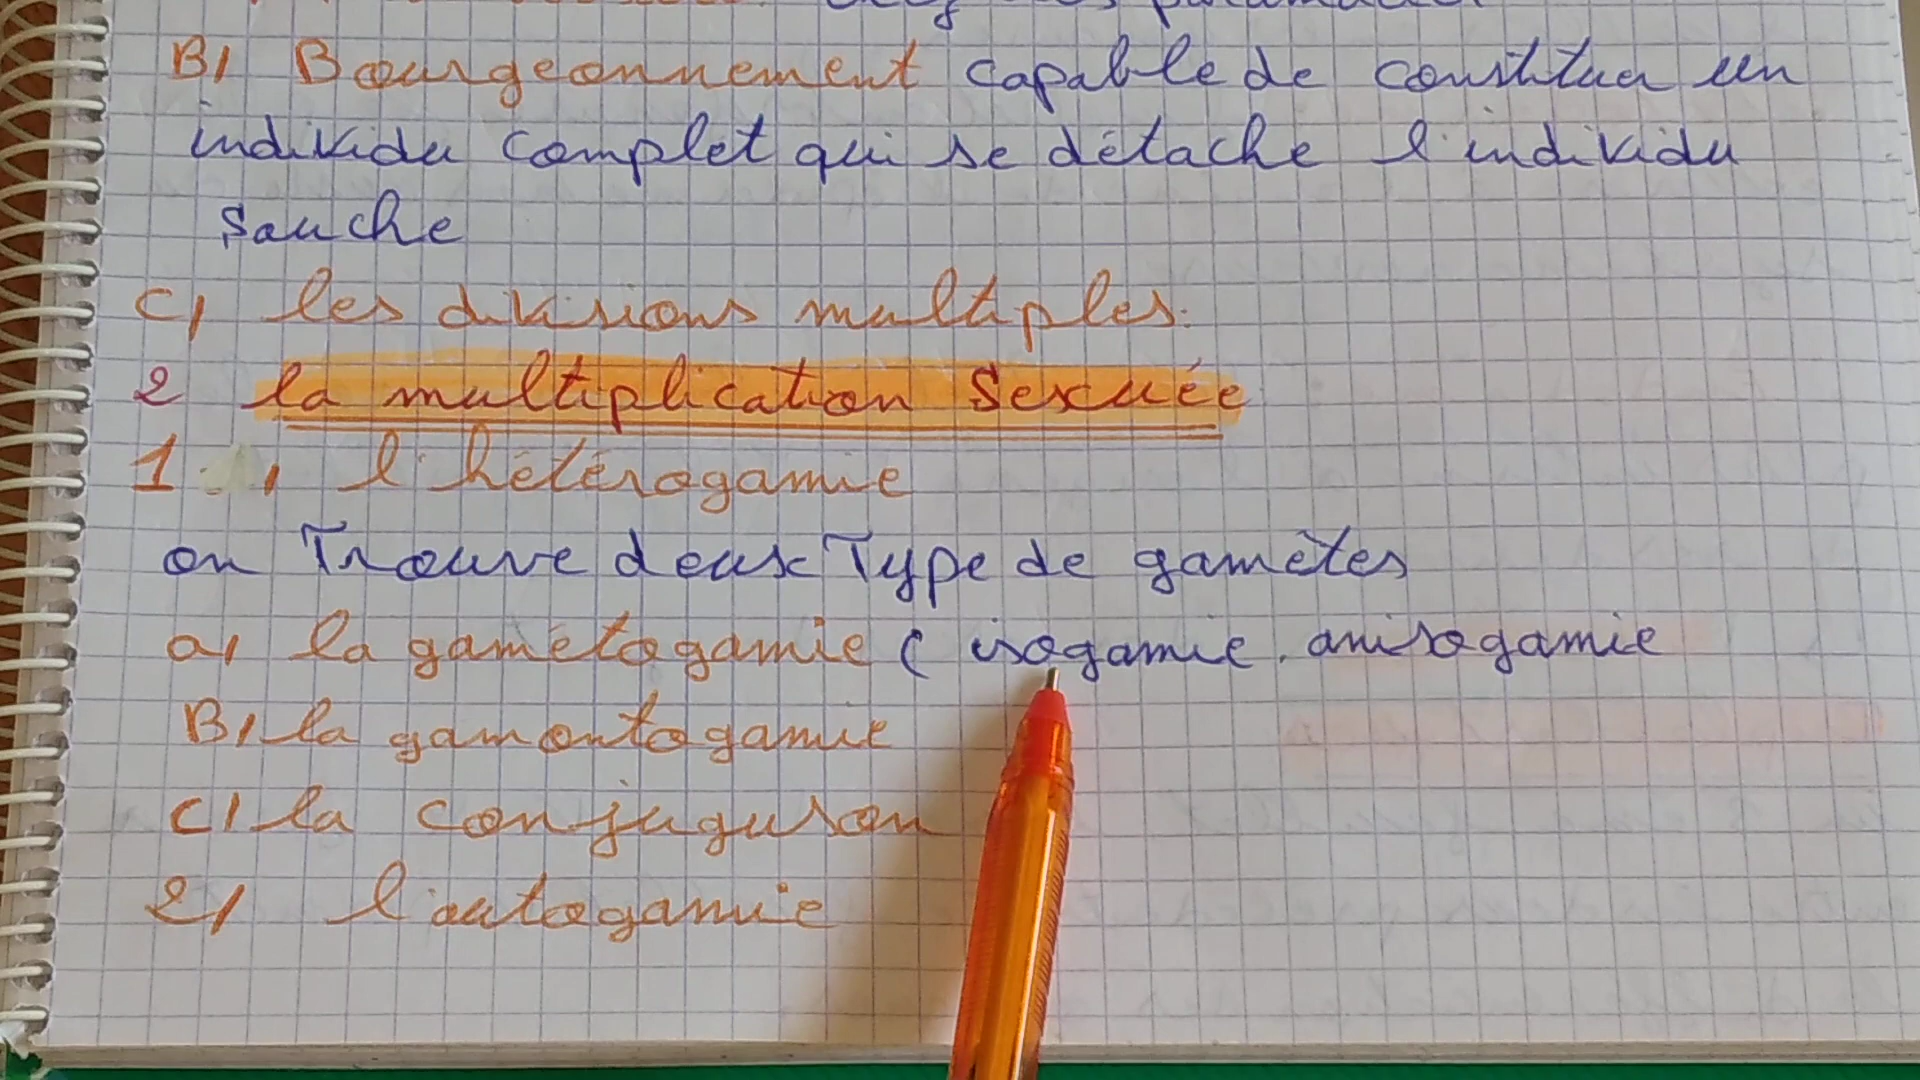 B/ Bourgeonnement capable de constituer un
individu complet qui se détache l'individu
souche
C/ les divisions multiples:
2 la multiplication Sexuée
1 / l'hétérogamie
on Trouve deux Type de gamètes
a/ la gamétogamie ( isogamie. anisogamie
B/ la gamontogamie
C/ la conjuguison
2/ l'autogamie